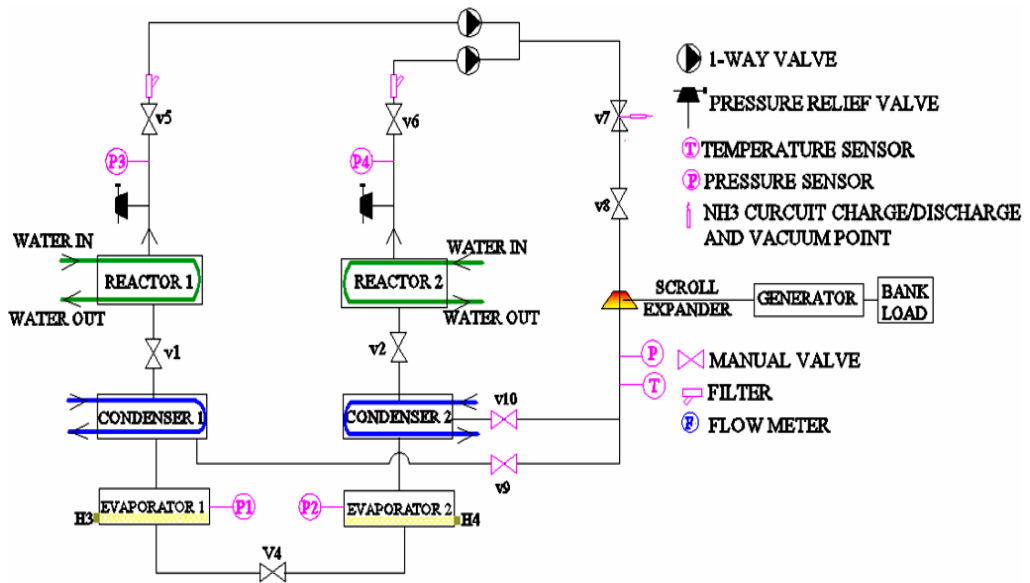 1-WAY VALVE
PRESSURE RELIEF VALVE
T TEMPERATURE SENSOR
P PRESSURE SENSOR
NH3 CURCUIT CHARGE/DISCHARGE
AND VACUUM POINT
v5
v6
v7
P3
P4
v8
WATER IN
REACTOR 1
WATER OUT
WATER IN
REACTOR 2
WATER OUT
SCROLL
EXPANDER
GENERATOR
BANK
LOAD
v1
v2
P
T
MANUAL VALVE
FILTER
F FLOW METER
CONDENSER 1
CONDENSER 2
v10
v9
EVAPORATOR 1
P1
H3
P2
EVAPORATOR 2
H4
V4